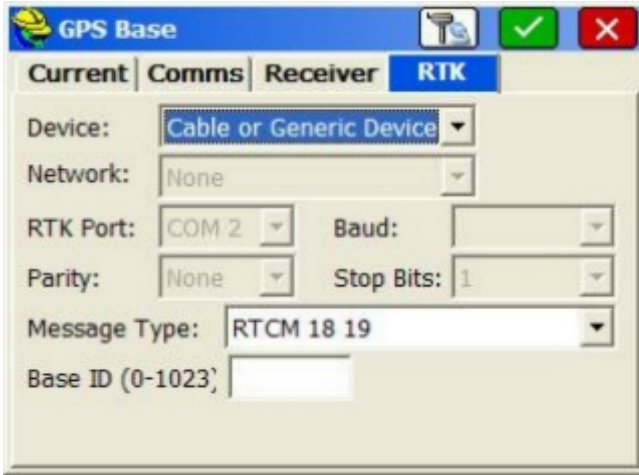 GPS Base
Current Comms Receiver RTK
Device: Cable or Generic Device
Network: None
RTK Port: COM 2 Baud:
Parity: None Stop Bits: 1
Message Type: RTCM 18 19
Base ID (0-1023)